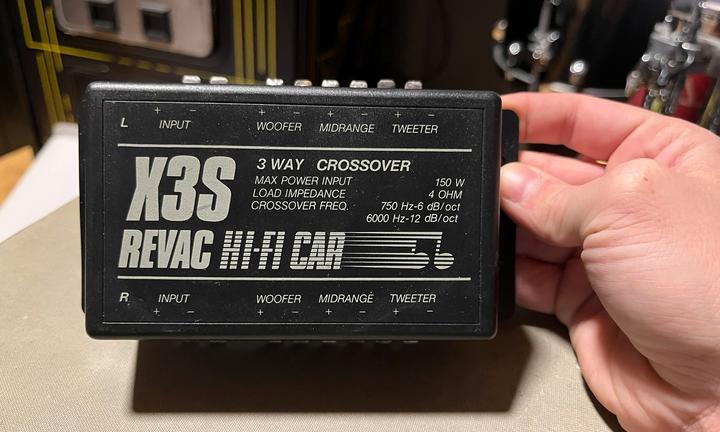 + − + − + − + −
L INPUT WOOFER MIDRANGE TWEETER
X3S
3 WAY CROSSOVER
MAX POWER INPUT 150 W
LOAD IMPEDANCE 4 OHM
CROSSOVER FREQ. 750 Hz-6 dB/oct
6000 Hz-12 dB/oct
REVAC HI-FI CAR
R INPUT WOOFER MIDRANGE TWEETER
+ − + − + − + −